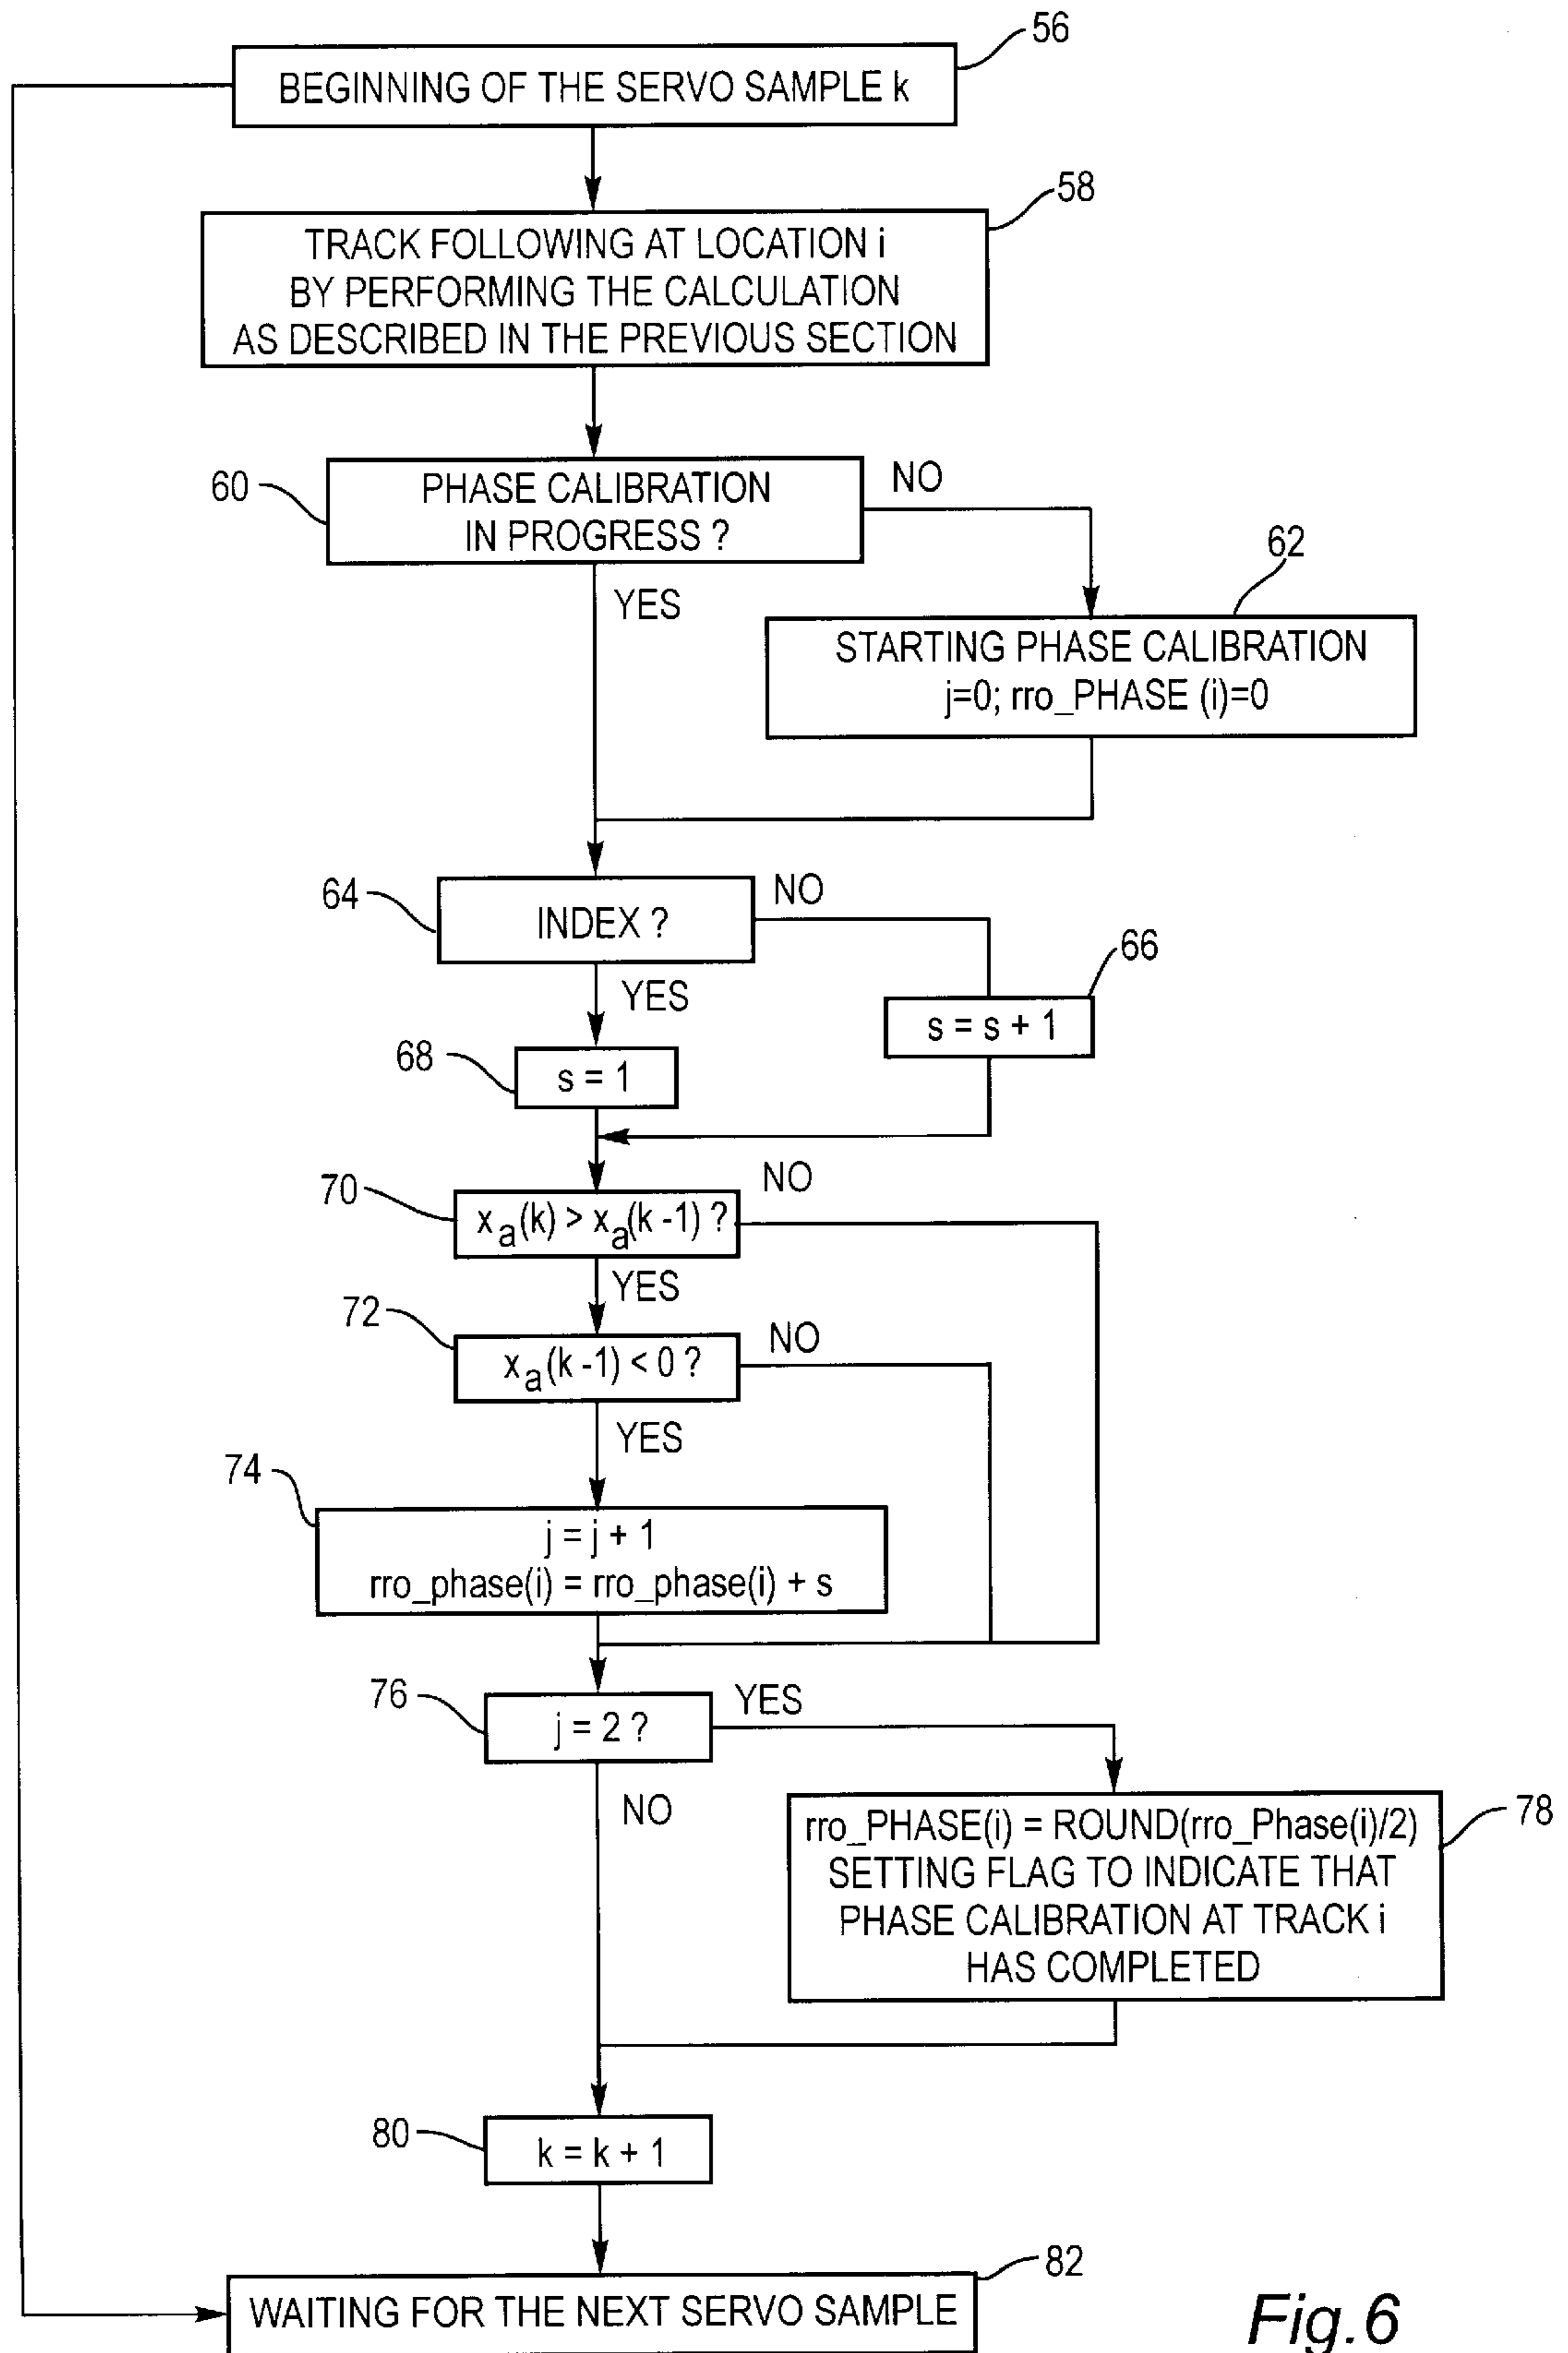 56
BEGINNING OF THE SERVO SAMPLE k
58
TRACK FOLLOWING AT LOCATION i
BY PERFORMING THE CALCULATION
AS DESCRIBED IN THE PREVIOUS SECTION
60
PHASE CALIBRATION
IN PROGRESS ?
NO
YES
62
STARTING PHASE CALIBRATION
j=0; rro_PHASE (i)=0
64
INDEX ?
NO
YES
66
s = s + 1
68
s = 1
70
NO
x_a(k) > x_a(k -1) ?
YES
72
NO
x_a(k -1) < 0 ?
YES
74
j = j + 1
rro_phase(i) = rro_phase(i) + s
76
YES
j = 2 ?
NO
78
rro_PHASE(i) = ROUND(rro_Phase(i)/2)
SETTING FLAG TO INDICATE THAT
PHASE CALIBRATION AT TRACK i
HAS COMPLETED
80
k = k + 1
82
WAITING FOR THE NEXT SERVO SAMPLE
Fig.6